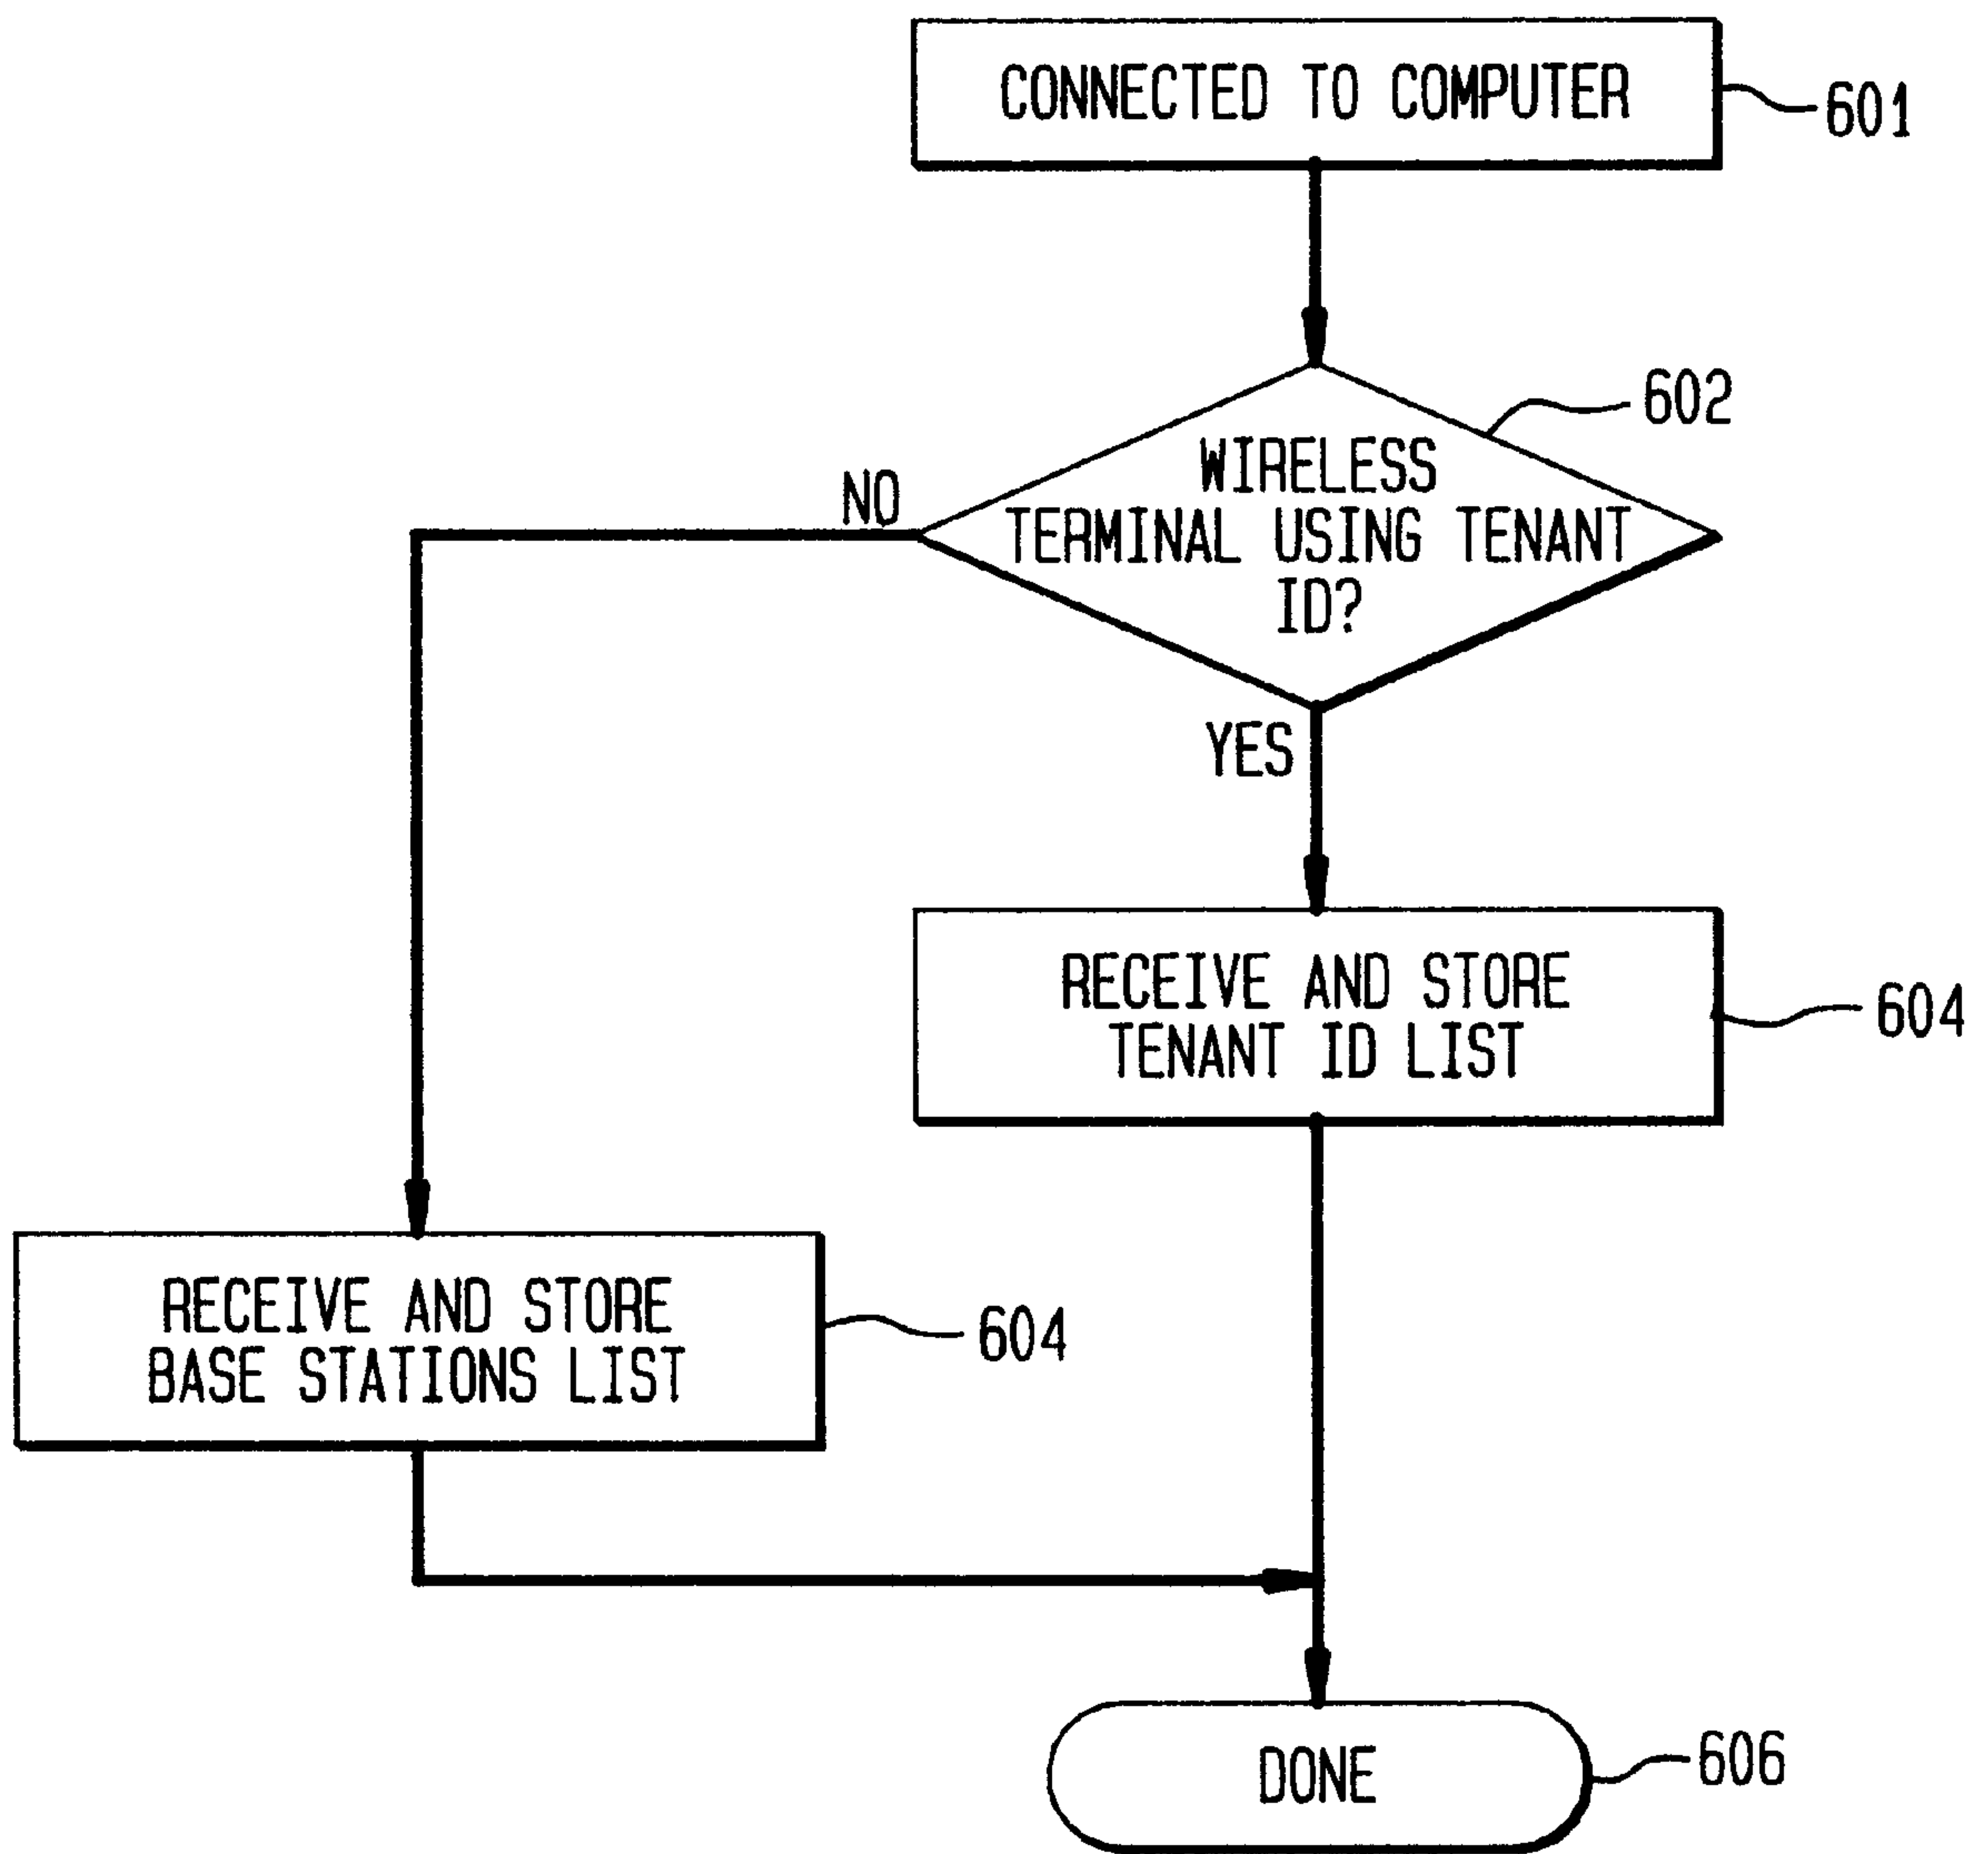 CONNECTED TO COMPUTER
601
602
WIRELESS
TERMINAL USING TENANT
ID?
NO
YES
RECEIVE AND STORE
TENANT ID LIST
604
RECEIVE AND STORE
BASE STATIONS LIST
604
DONE
606